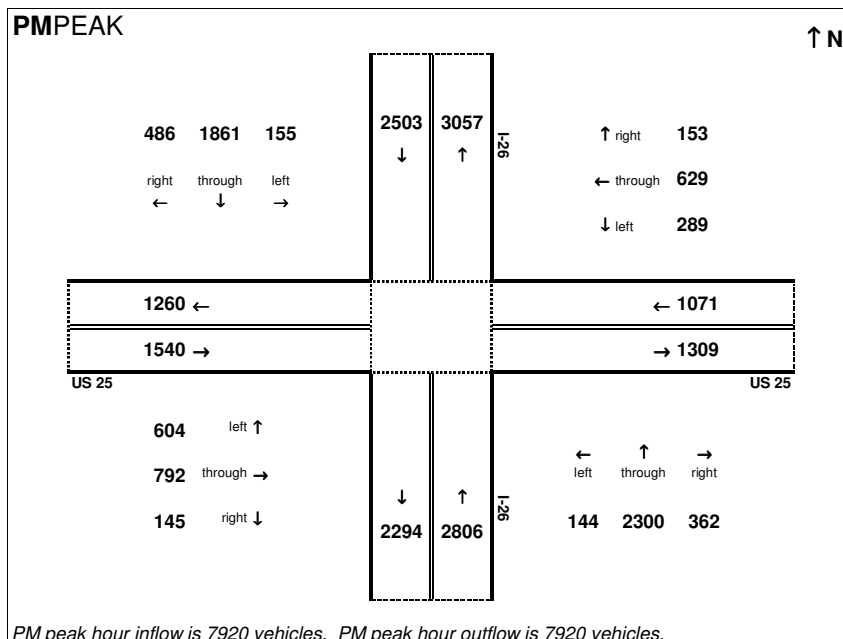 PMPEAK
↑ N
486 1861 155
right through left
← ↓ →
2503 3057
↓ ↑
I-26
↑ right 153
← through 629
↓ left 289
1260 ← ← 1071
1540 → → 1309
US 25 US 25
604 left ↑
792 through →
145 right ↓
↓ ↑
2294 2806
I-26
← ↑ →
left through right
144 2300 362
PM peak hour inflow is 7920 vehicles. PM peak hour outflow is 7920 vehicles.